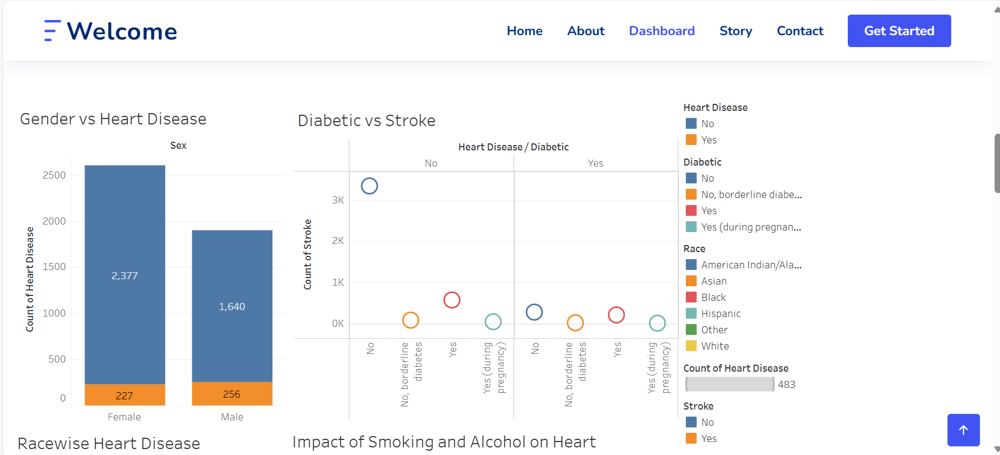 Welcome
Home About Dashboard Story Contact Get Started
Gender vs Heart Disease
Sex
Count of Heart Disease
2500
2000
1500
1000
500
0
2,377
1,640
227
256
Female Male
Diabetic vs Stroke
Heart Disease / Diabetic
No Yes
Count of Stroke
3K
2K
1K
0K
No
No, borderline
diabetes
Yes
Yes (during
pregnancy)
No
No, borderline
diabetes
Yes
Yes (during
pregnancy)
Heart Disease
No
Yes
Diabetic
No
No, borderline diabe...
Yes
Yes (during pregnan...
Race
American Indian/Ala...
Asian
Black
Hispanic
Other
White
Count of Heart Disease
483
Stroke
No
Yes
Racewise Heart Disease
Impact of Smoking and Alcohol on Heart